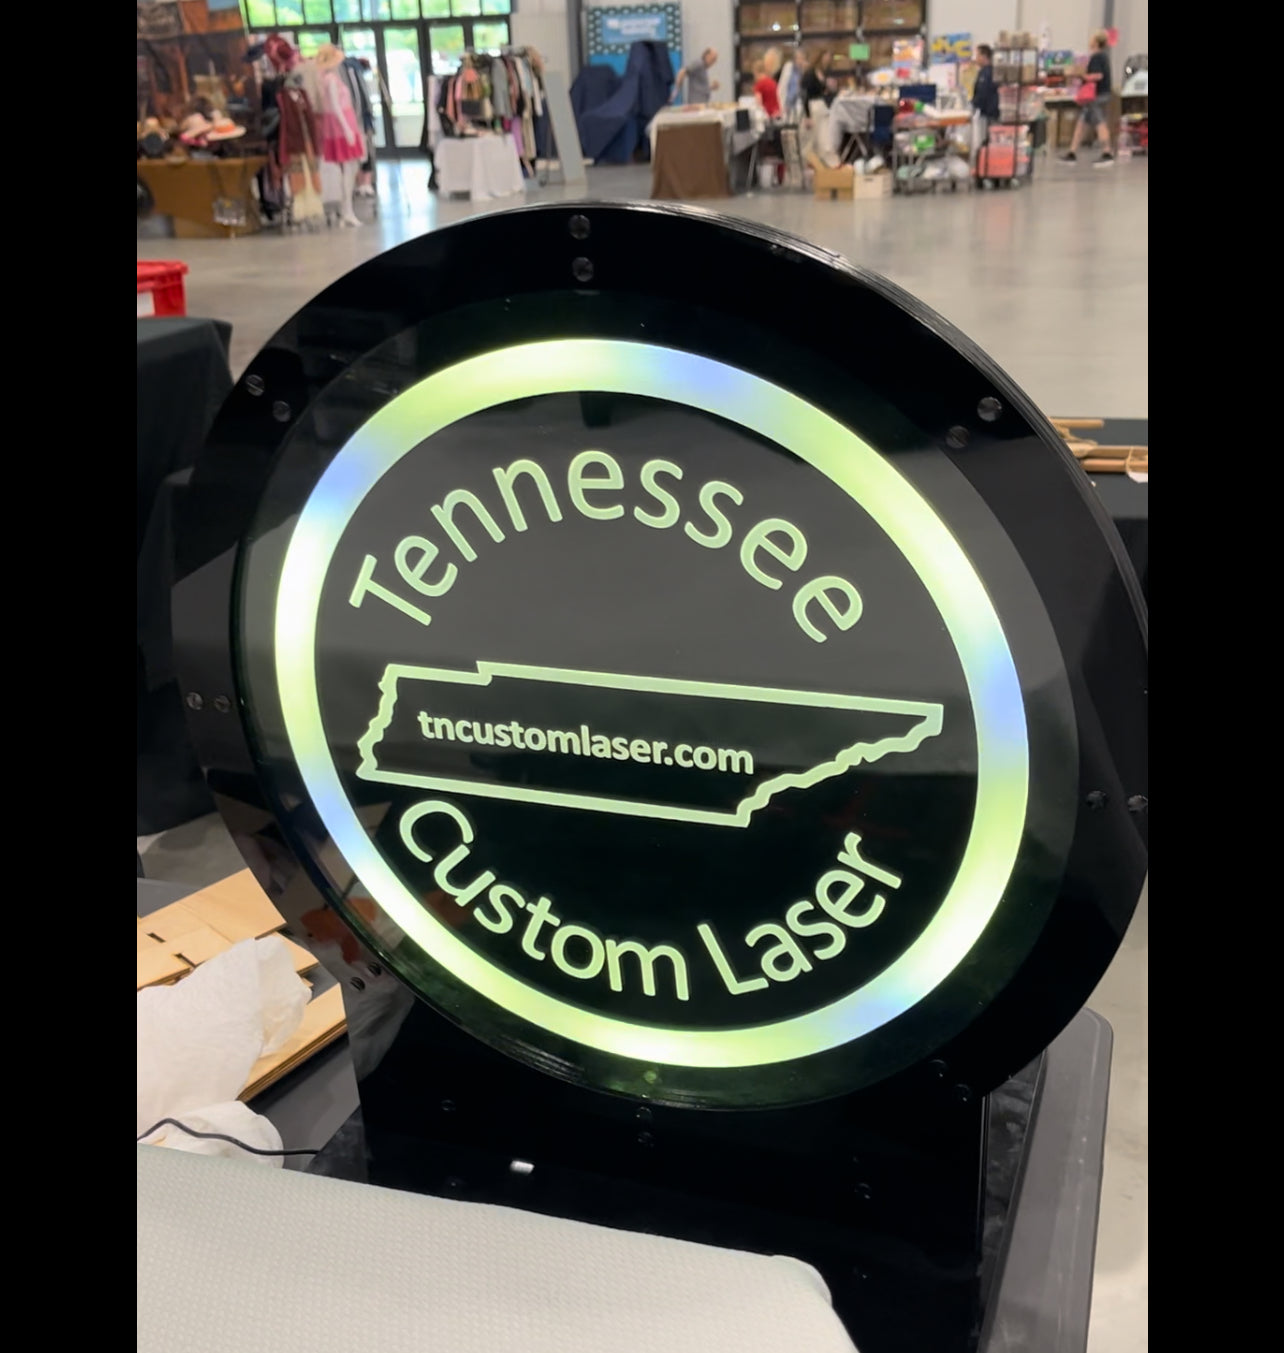 Tennessee
tncustomlaser.com
Custom Laser